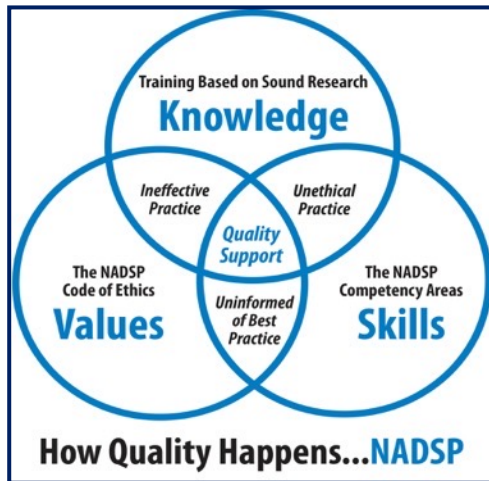 Training Based on Sound Research
Knowledge
Ineffective
Practice
Unethical
Practice
Quality
Support
The NADSP
Code of Ethics
Values
The NADSP
Competency Areas
Skills
Uninformed
of Best
Practice
How Quality Happens...NADSP